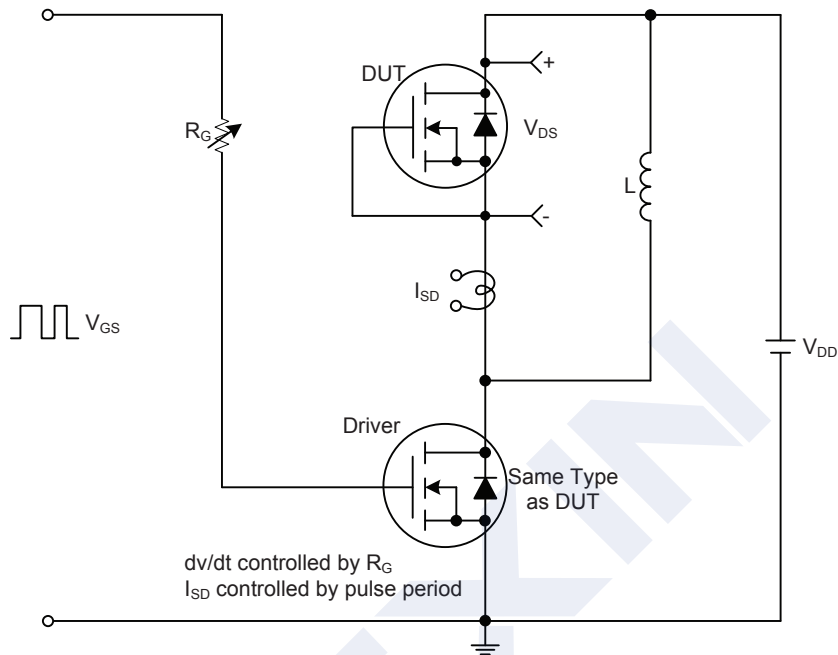 DUT
+
R_G
V_DS
L
-
I_SD
V_GS
V_DD
Driver
Same Type
as DUT
dv/dt controlled by R_G
I_SD controlled by pulse period